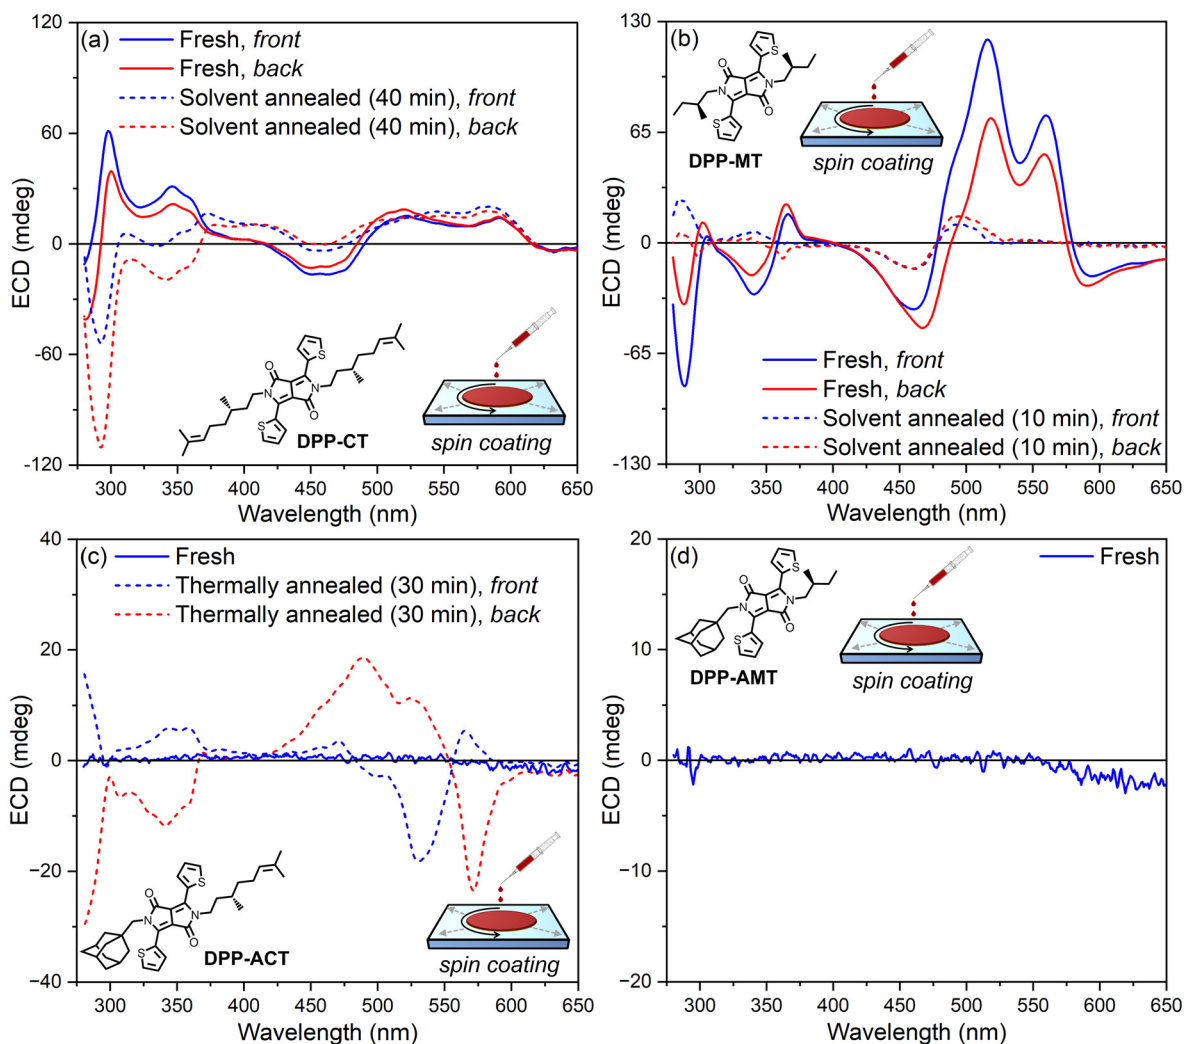 (a)
Fresh, front
Fresh, back
Solvent annealed (40 min), front
Solvent annealed (40 min), back
120
60
0
-60
-120
ECD (mdeg)
300 350 400 450 500 550 600 650
Wavelength (nm)
O
N
N
O
S
S
DPP-CT
spin coating
(b)
DPP-MT
S
O
N
N
O
S
spin coating
Fresh, front
Fresh, back
Solvent annealed (10 min), front
Solvent annealed (10 min), back
130
65
0
-65
-130
ECD (mdeg)
300 350 400 450 500 550 600 650
Wavelength (nm)
(c)
Fresh
Thermally annealed (30 min), front
Thermally annealed (30 min), back
40
20
0
−20
−40
ECD (mdeg)
300 350 400 450 500 550 600 650
Wavelength (nm)
S
O
N
N
O
S
DPP-ACT
spin coating
(d)
Fresh
S
O
N
N
O
S
DPP-AMT
spin coating
20
10
0
−10
−20
ECD (mdeg)
300 350 400 450 500 550 600 650
Wavelength (nm)